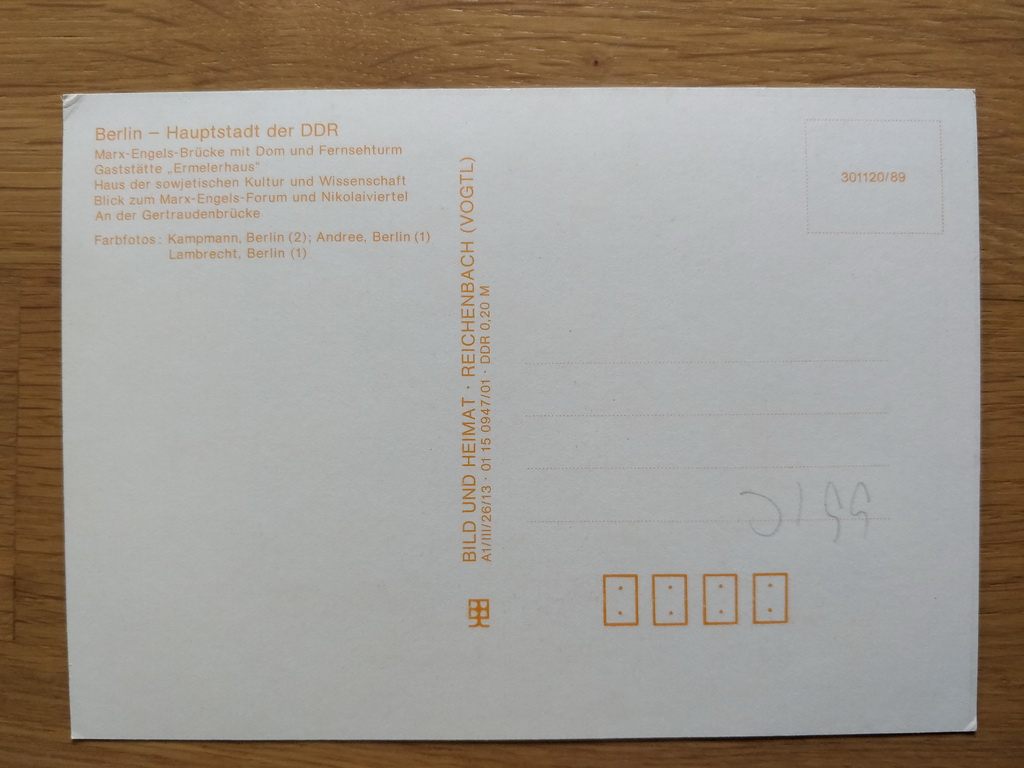 Berlin – Hauptstadt der DDR
Marx-Engels-Brücke mit Dom und Fernsehturm
Gaststätte „Ermelerhaus“
Haus der sowjetischen Kultur und Wissenschaft
Blick zum Marx-Engels-Forum und Nikolaiviertel
An der Gertraudenbrücke
Farbfotos: Kampmann, Berlin (2); Andree, Berlin (1)
Lambrecht, Berlin (1)
BILD UND HEIMAT · REICHENBACH (VOGTL)
A1/III/26/13 · 01 15 0947/01 · DDR 0,20 M
301120/89